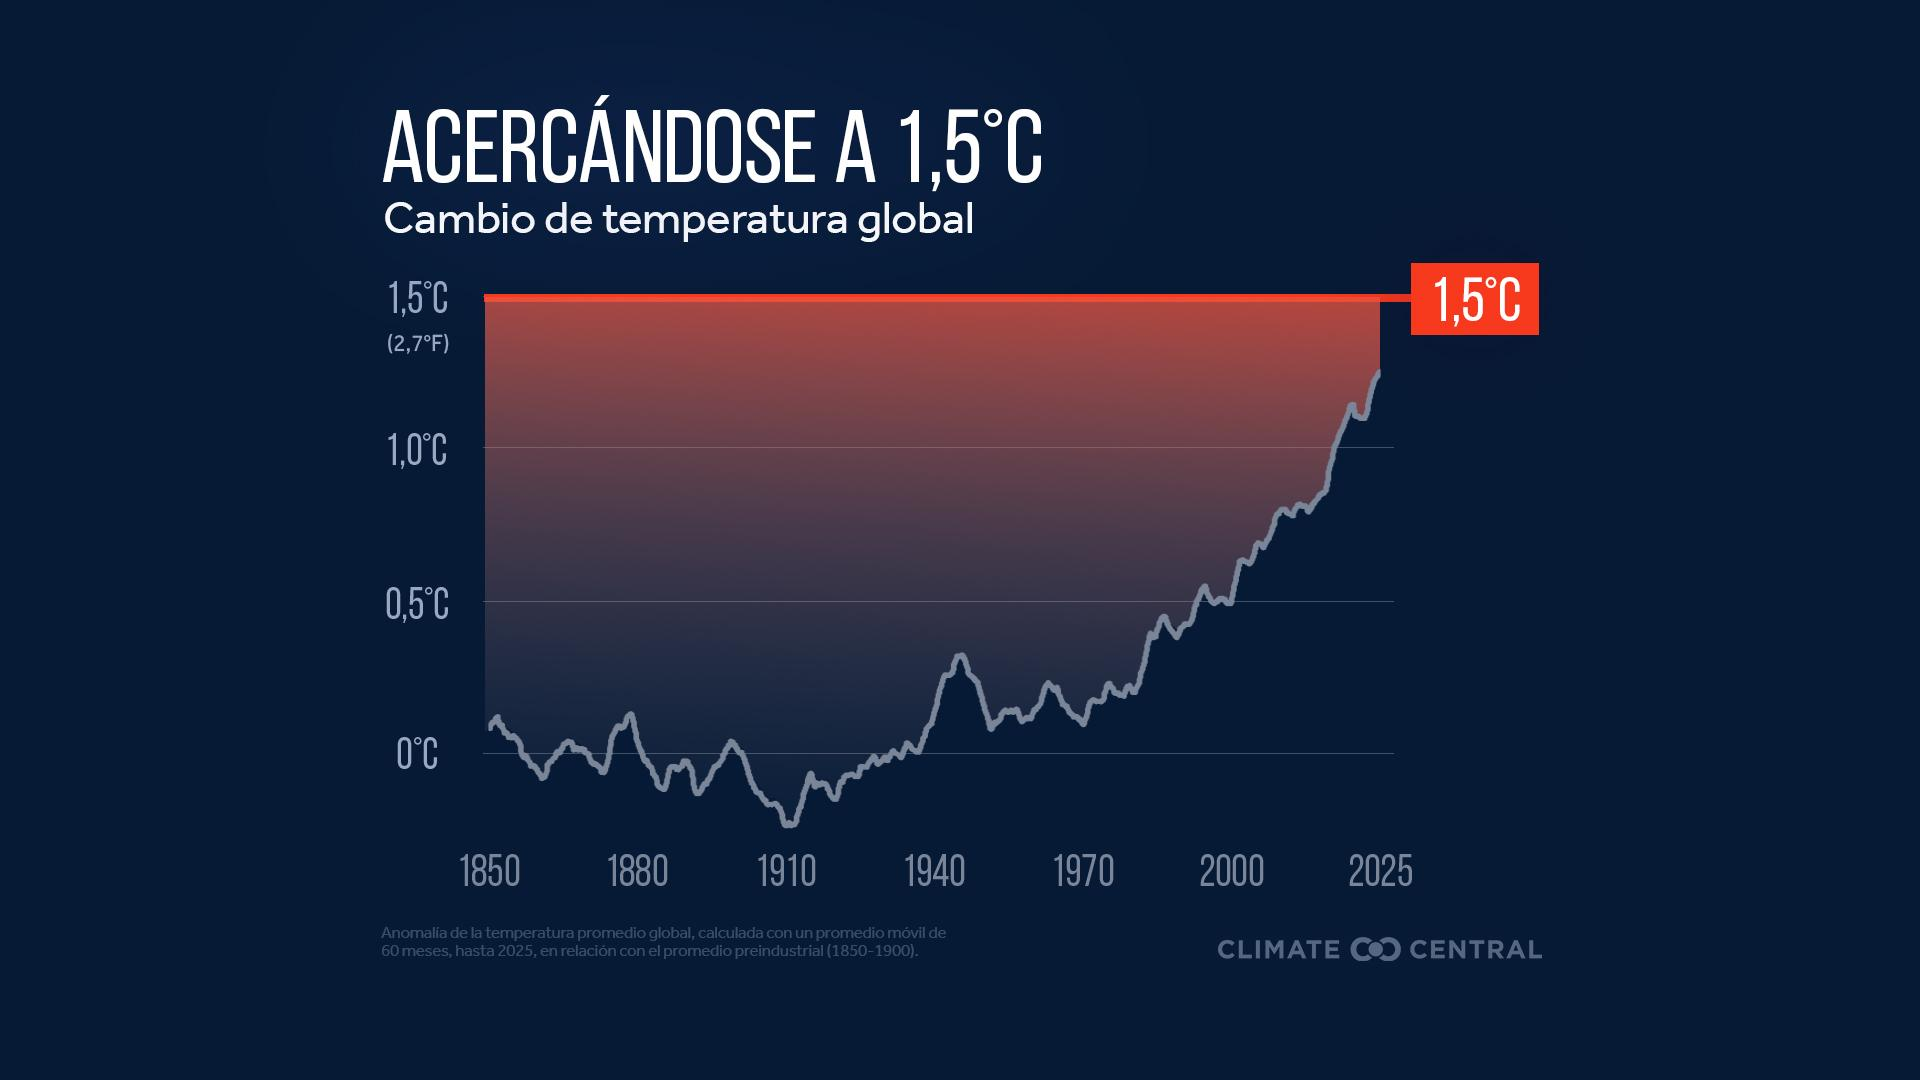 ACERCÁNDOSE A 1,5°C
Cambio de temperatura global
1,5°C
1,5°C
(2,7°F)
1,0°C
0,5°C
0°C
1850 1880 1910 1940 1970 2000 2025
Anomalía de la temperatura promedio global, calculada con un promedio móvil de
60 meses, hasta 2025, en relación con el promedio preindustrial (1850-1900).
CLIMATE CENTRAL